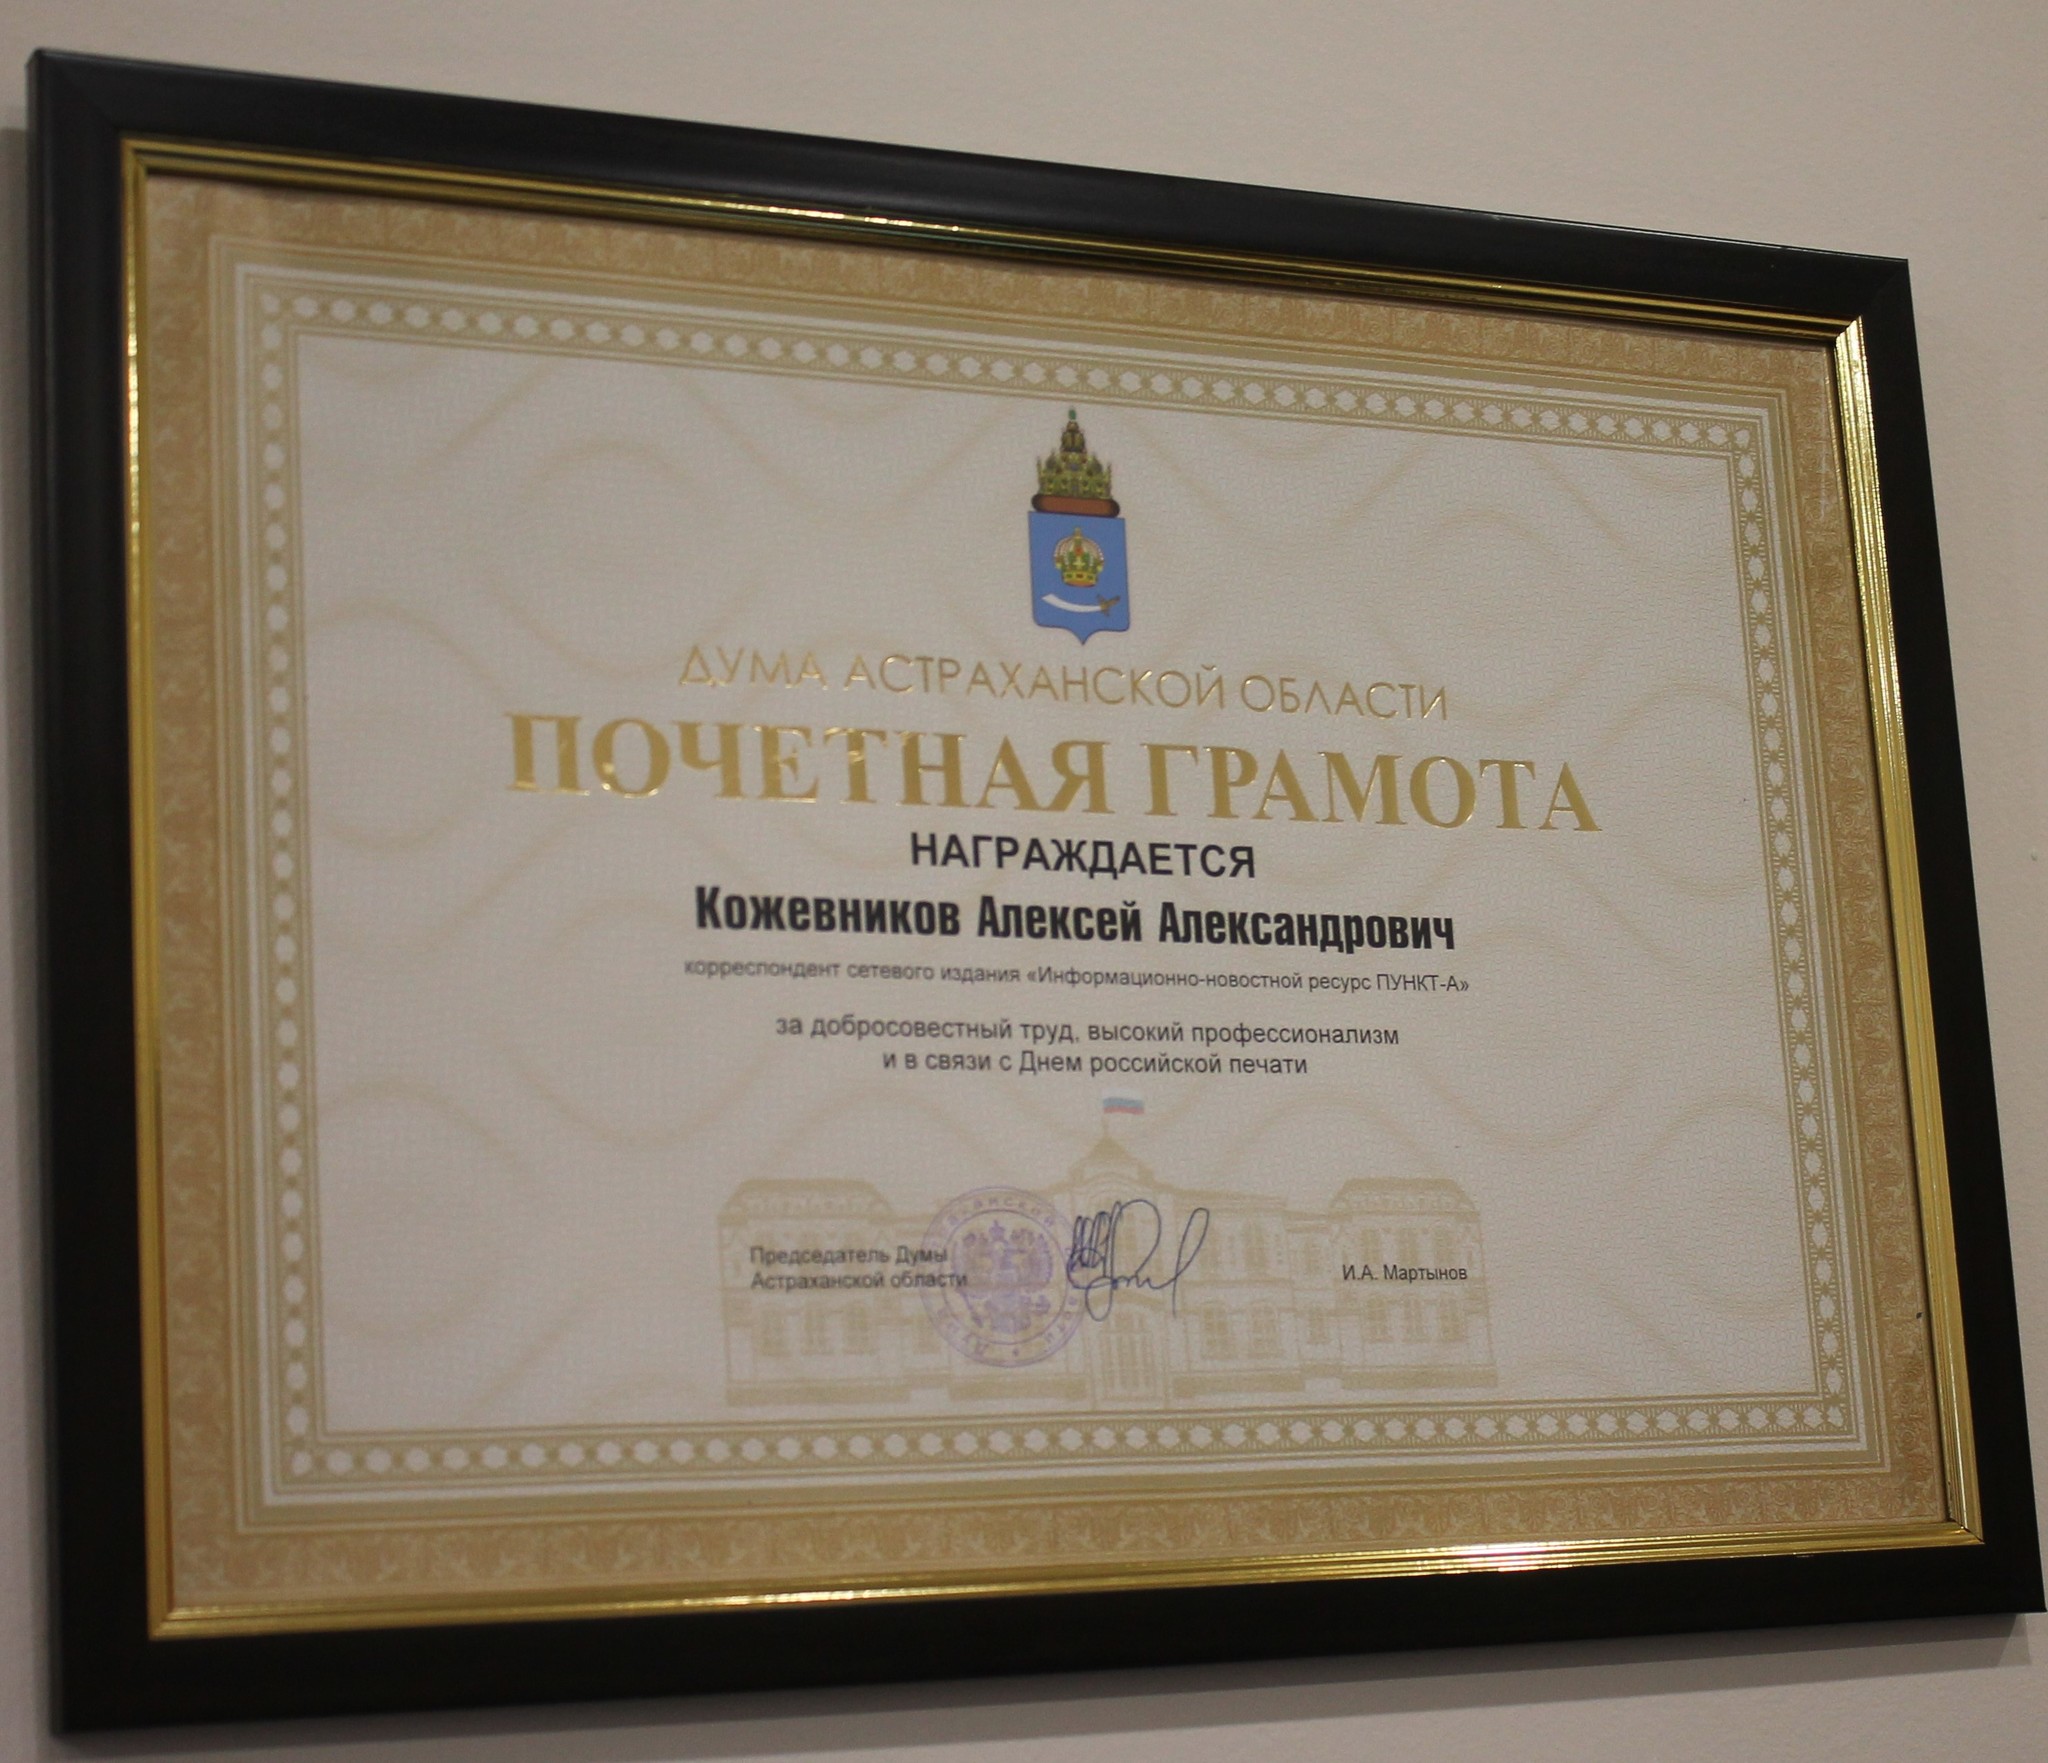 ДУМА АСТРАХАНСКОЙ ОБЛАСТИ
ПОЧЕТНАЯ ГРАМОТА
НАГРАЖДАЕТСЯ
Кожевников Алексей Александрович
корреспондент сетевого издания «Информационно-новостной ресурс ПУНКТ-А»
за добросовестный труд, высокий профессионализм
и в связи с Днем российской печати
Председатель Думы
Астраханской области
И.А. Мартынов